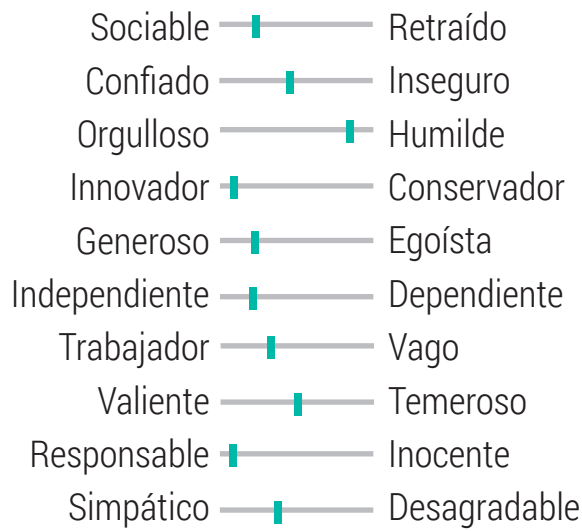 Sociable Retraído
Confiado Inseguro
Orgulloso Humilde
Innovador Conservador
Generoso Egoísta
Independiente Dependiente
Trabajador Vago
Valiente Temeroso
Responsable Inocente
Simpático Desagradable